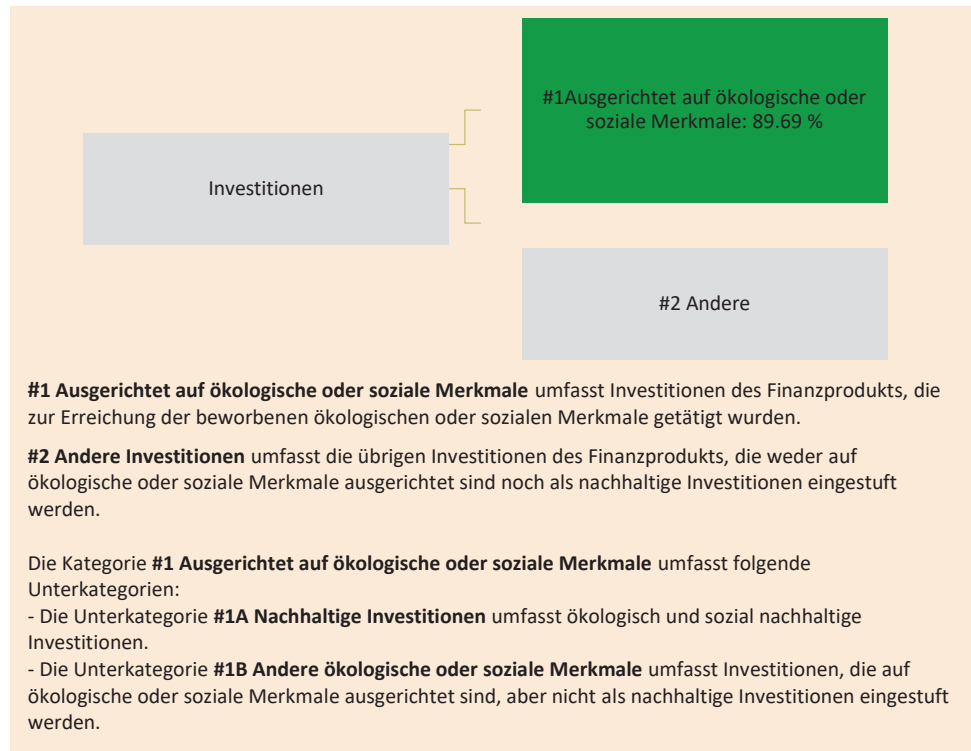 #1Ausgerichtet auf ökologische oder
soziale Merkmale: 89.69 %
Investitionen
#2 Andere
#1 Ausgerichtet auf ökologische oder soziale Merkmale umfasst Investitionen des Finanzprodukts, die
zur Erreichung der beworbenen ökologischen oder sozialen Merkmale getätigt wurden.
#2 Andere Investitionen umfasst die übrigen Investitionen des Finanzprodukts, die weder auf
ökologische oder soziale Merkmale ausgerichtet sind noch als nachhaltige Investitionen eingestuft
werden.
Die Kategorie #1 Ausgerichtet auf ökologische oder soziale Merkmale umfasst folgende
Unterkategorien:
- Die Unterkategorie #1A Nachhaltige Investitionen umfasst ökologisch und sozial nachhaltige
Investitionen.
- Die Unterkategorie #1B Andere ökologische oder soziale Merkmale umfasst Investitionen, die auf
ökologische oder soziale Merkmale ausgerichtet sind, aber nicht als nachhaltige Investitionen eingestuft
werden.